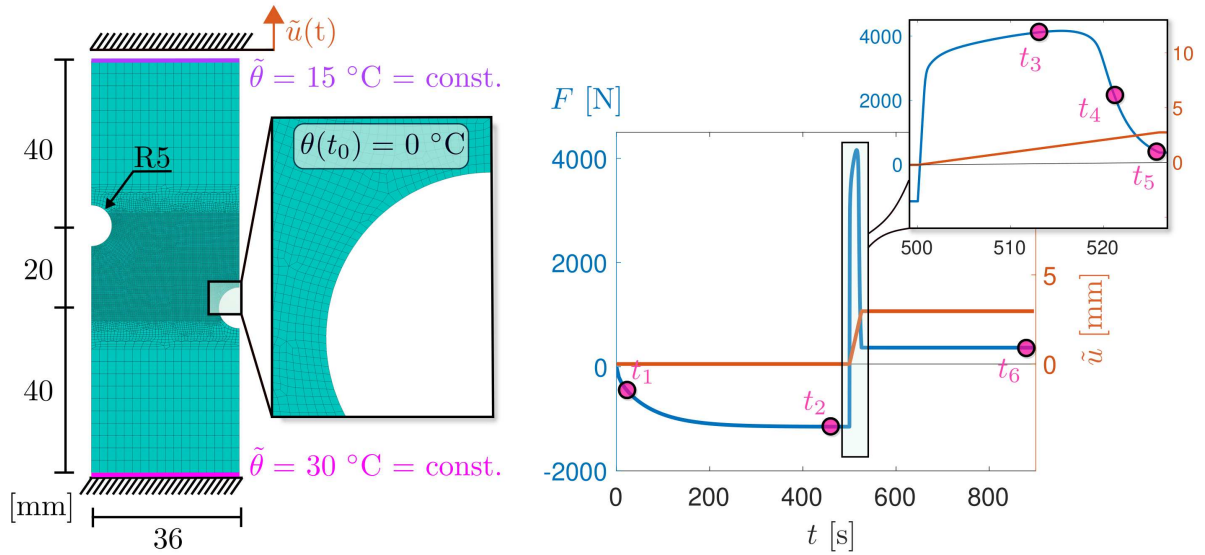 ũ(t)
θ̃ = 15 °C = const.
40
R5
θ(t₀) = 0 °C
20
40
θ̃ = 30 °C = const.
[mm]
36
F [N]
4000
2000
0
-2000
0
200
400
600
800
t [s]
5
0
ũ [mm]
t₁
t₂
t₆
4000
2000
0
10
5
0
500
510
520
t₃
t₄
t₅